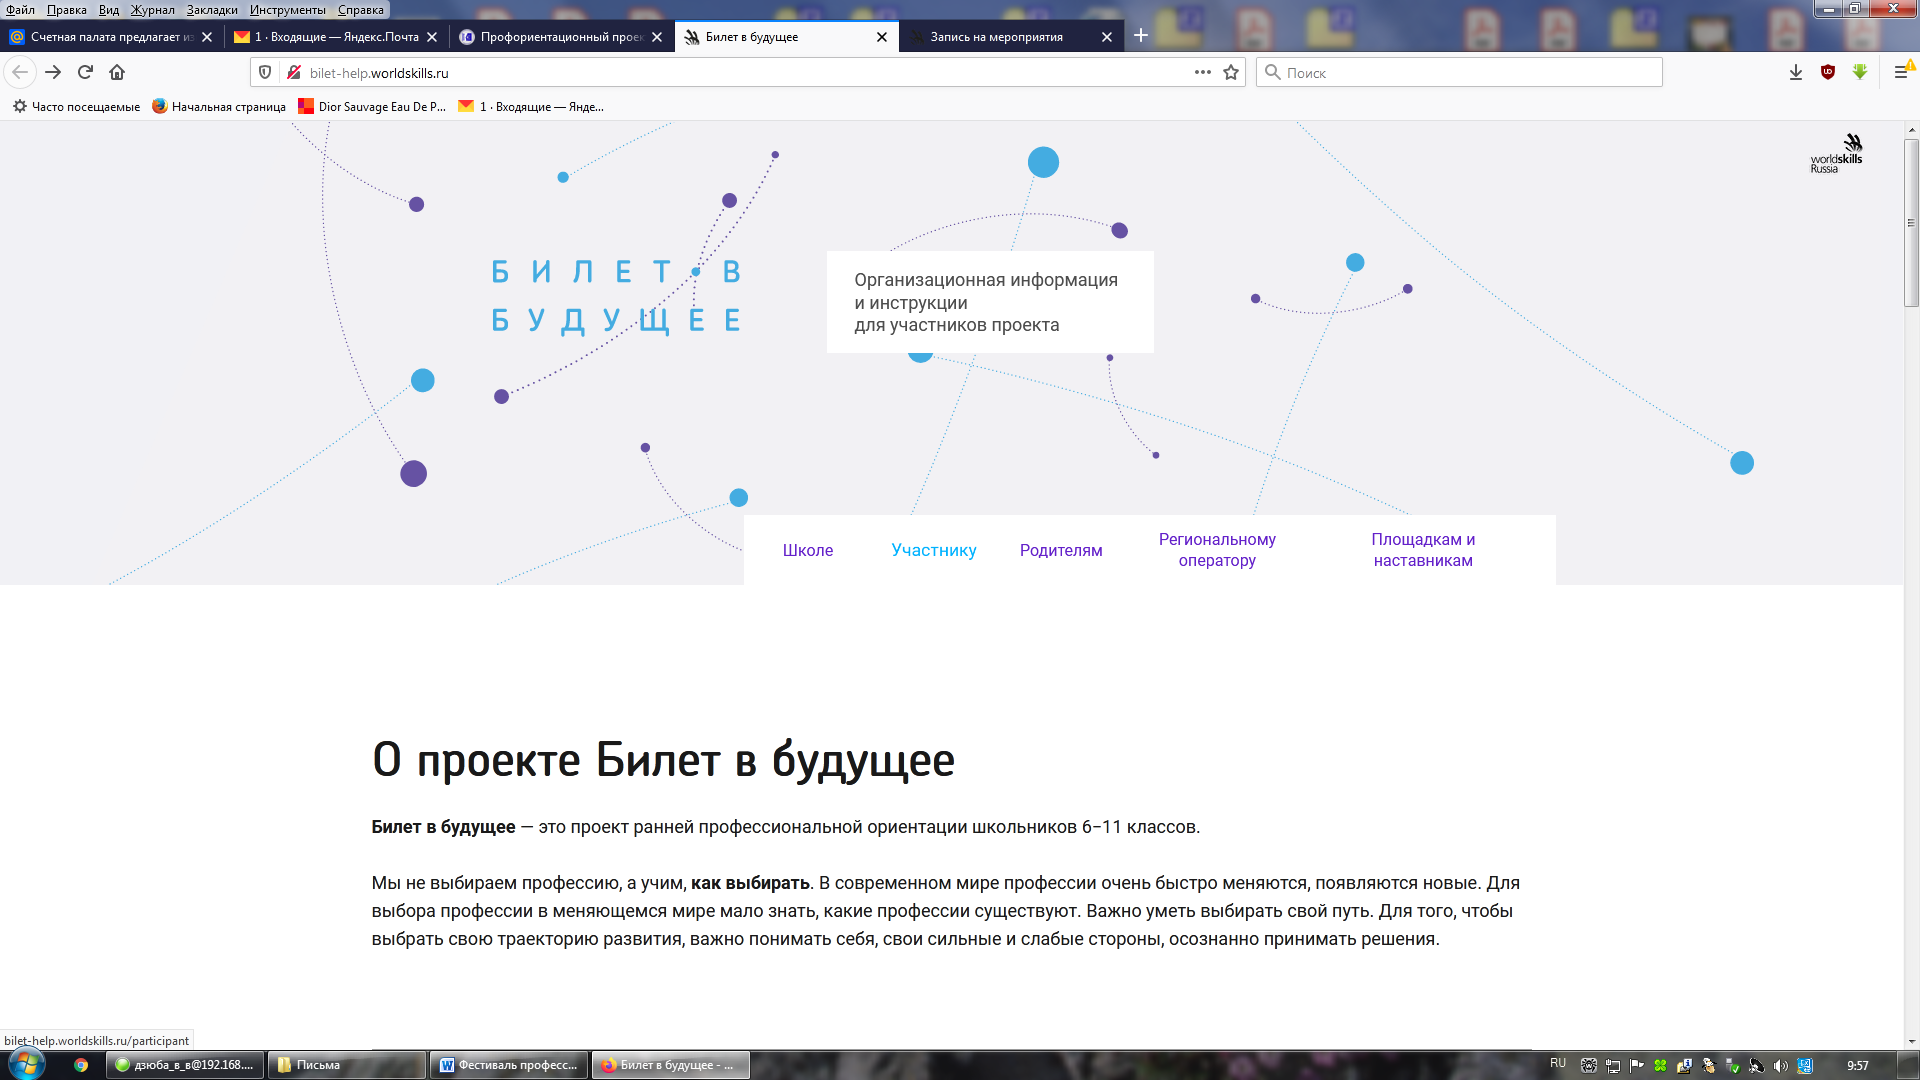 Файл Правка Вид Журнал Закладки Инструменты Справка
Счетная палата предлагает из
1 · Входящие — Яндекс.Почта
Профориентационный проек
Билет в будущее
Запись на мероприятия
bilet-help.worldskills.ru
Поиск
Часто посещаемые
Начальная страница
Dior Sauvage Eau De P...
1 · Входящие — Янде...
worldskills
Russia
БИЛЕТ В
БУДУЩЕЕ
Организационная информация
и инструкции
для участников проекта
Школе
Участнику
Родителям
Региональному
оператору
Площадкам и
наставникам
О проекте Билет в будущее
Билет в будущее — это проект ранней профессиональной ориентации школьников 6–11 классов.
Мы не выбираем профессию, а учим, как выбирать. В современном мире профессии очень быстро меняются, появляются новые. Для
выбора профессии в меняющемся мире мало знать, какие профессии существуют. Важно уметь выбирать свой путь. Для того, чтобы
выбрать свою траекторию развития, важно понимать себя, свои сильные и слабые стороны, осознанно принимать решения.
bilet-help.worldskills.ru/participant
дзюба_в_в@192.168....
Письма
Фестиваль професс...
Билет в будущее - ...
RU
9:57